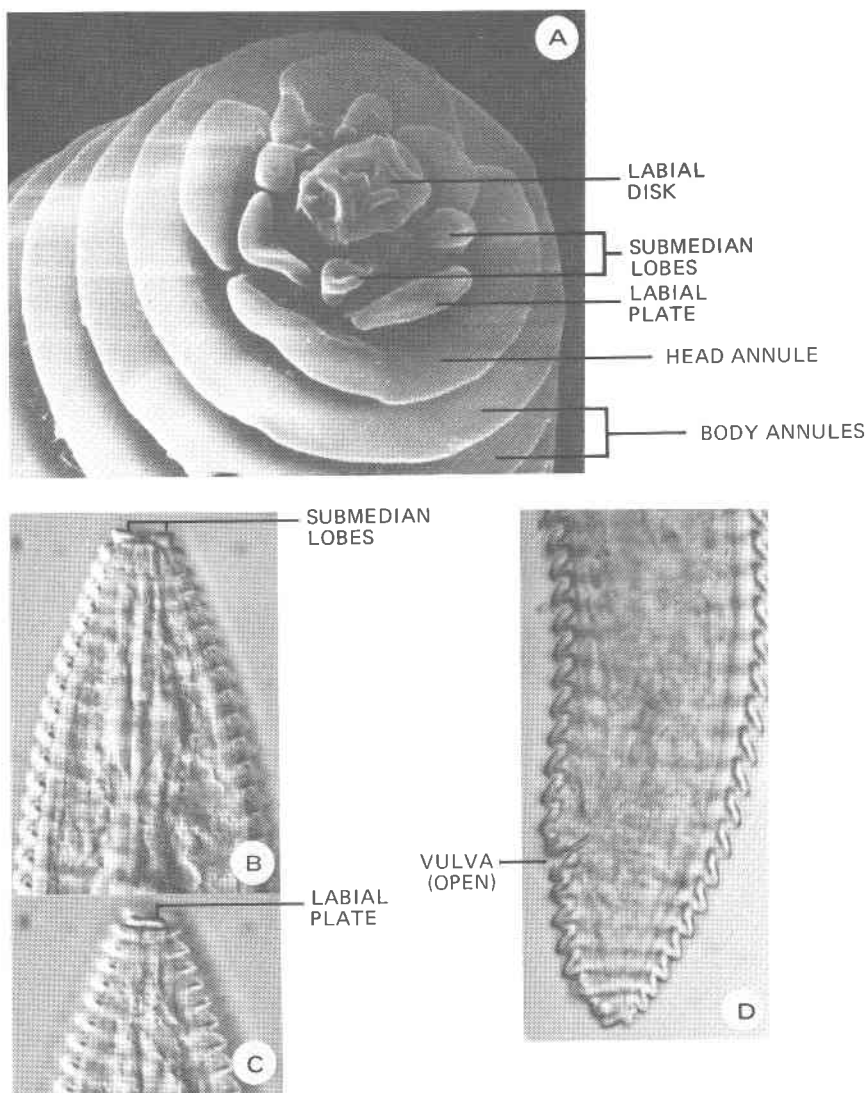 A
LABIAL
DISK
SUBMEDIAN
LOBES
LABIAL
PLATE
HEAD ANNULE
BODY ANNULES
SUBMEDIAN
LOBES
B
VULVA
(OPEN)
LABIAL
PLATE
C
D